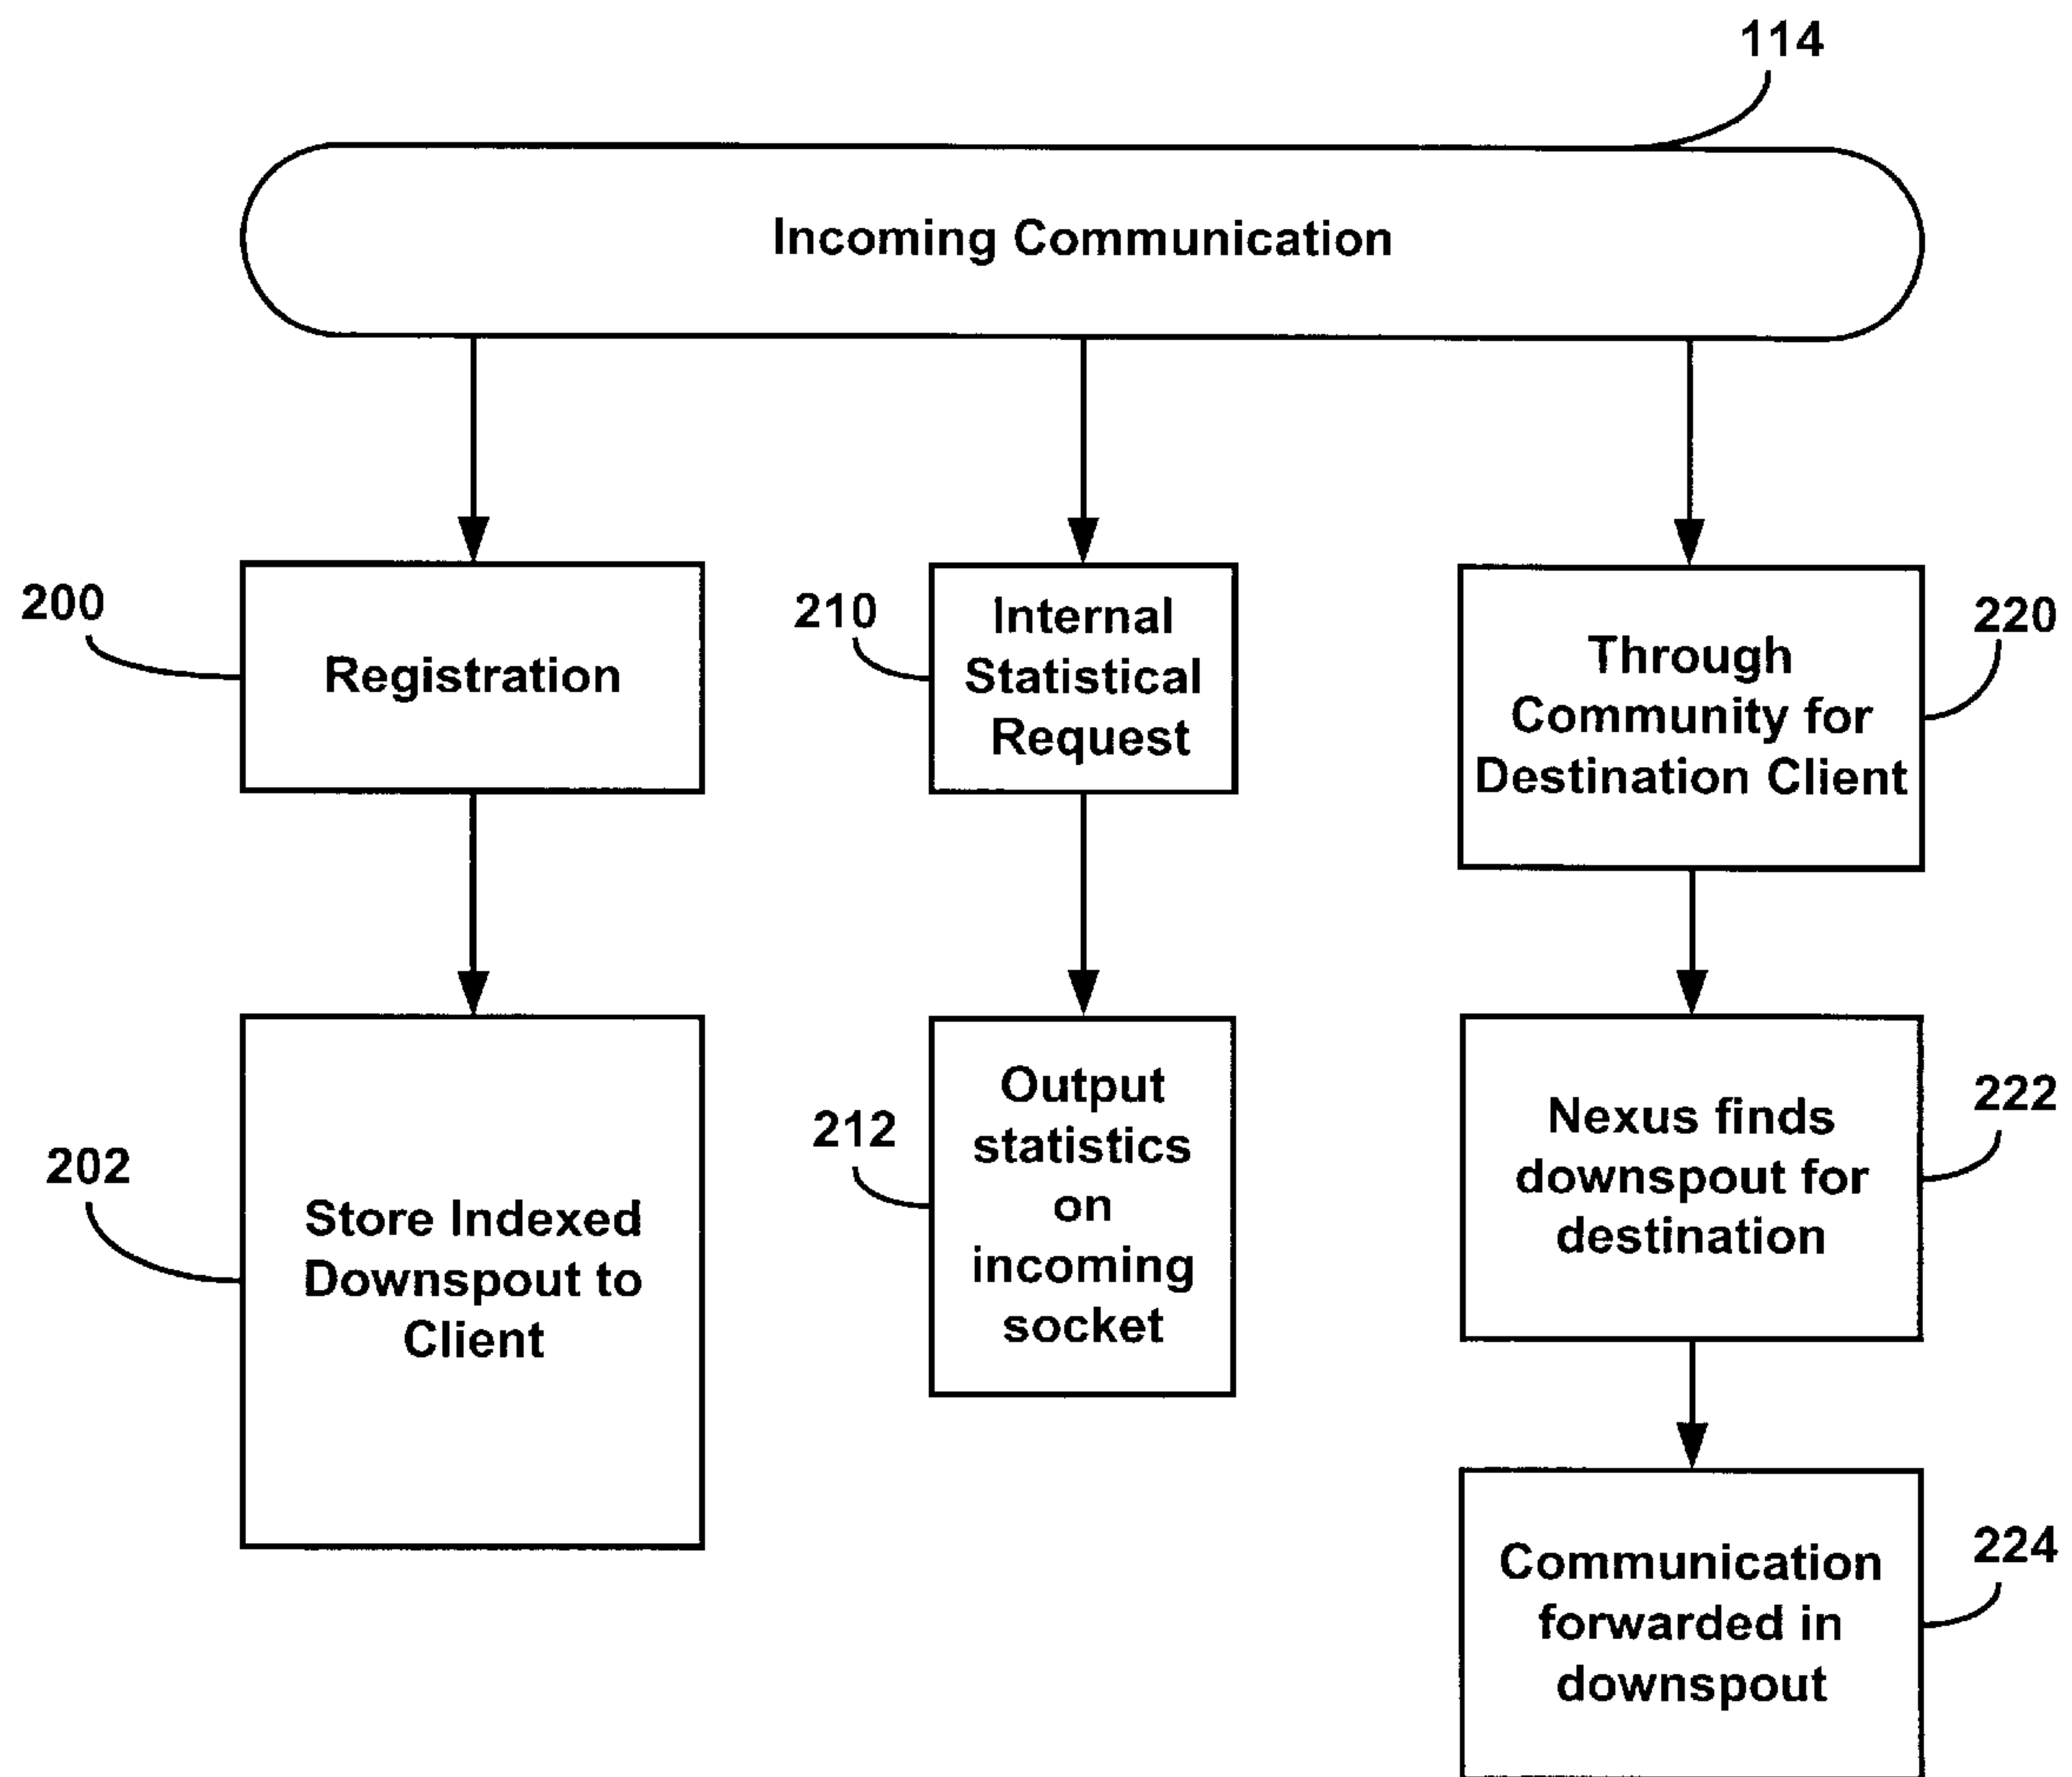 114
Incoming Communication
200
Registration
210
Internal
Statistical
Request
220
Through
Community for
Destination Client
202
Store Indexed
Downspout to
Client
212
Output
statistics
on
incoming
socket
222
Nexus finds
downspout for
destination
224
Communication
forwarded in
downspout